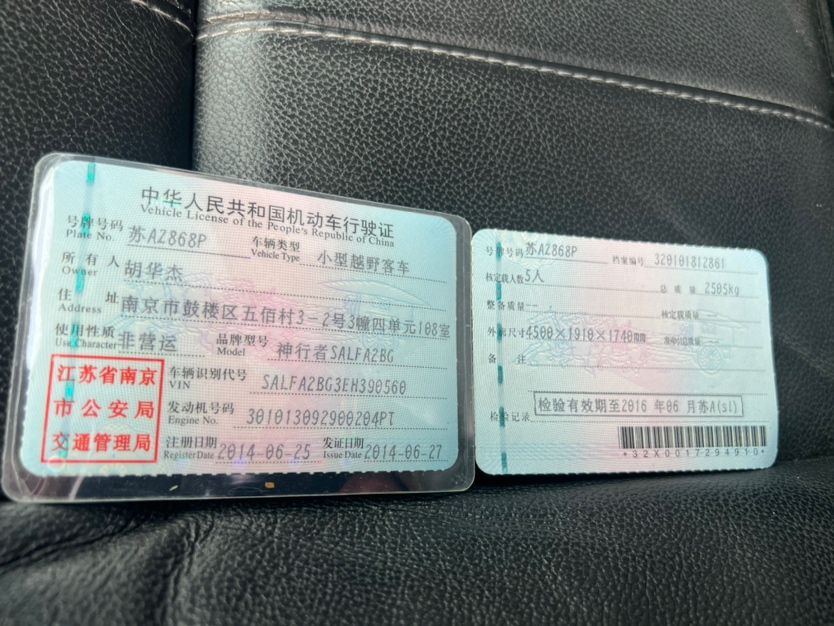 中华人民共和国机动车行驶证
Vehicle License of the People's Republic of China
号牌号码 苏AZ868P 车辆类型 小型越野客车
Plate No. Vehicle Type
所有人 胡华杰
Owner
住址 南京市鼓楼区五佰村3-2号3幢四单元108室
Address
使用性质 非营运 品牌型号 神行者SALFA2BG
Use Character Model
江苏省南京
市公安局
交通管理局
车辆识别代号 SALFA2BG3EH390560
VIN
发动机号码 301013092900204PT
Engine No.
注册日期 2014-06-25 发证日期 2014-06-27
Register Date Issue Date
号牌号码 苏AZ868P 档案编号 320101812861
核定载人数 5人 总质量 2505Kg
整备质量 -- 核定载质量 --
外廓尺寸 4500×1910×1740 --
备注
检验记录 检验有效期至2016年06月苏A(s1)
*32X0017294910*